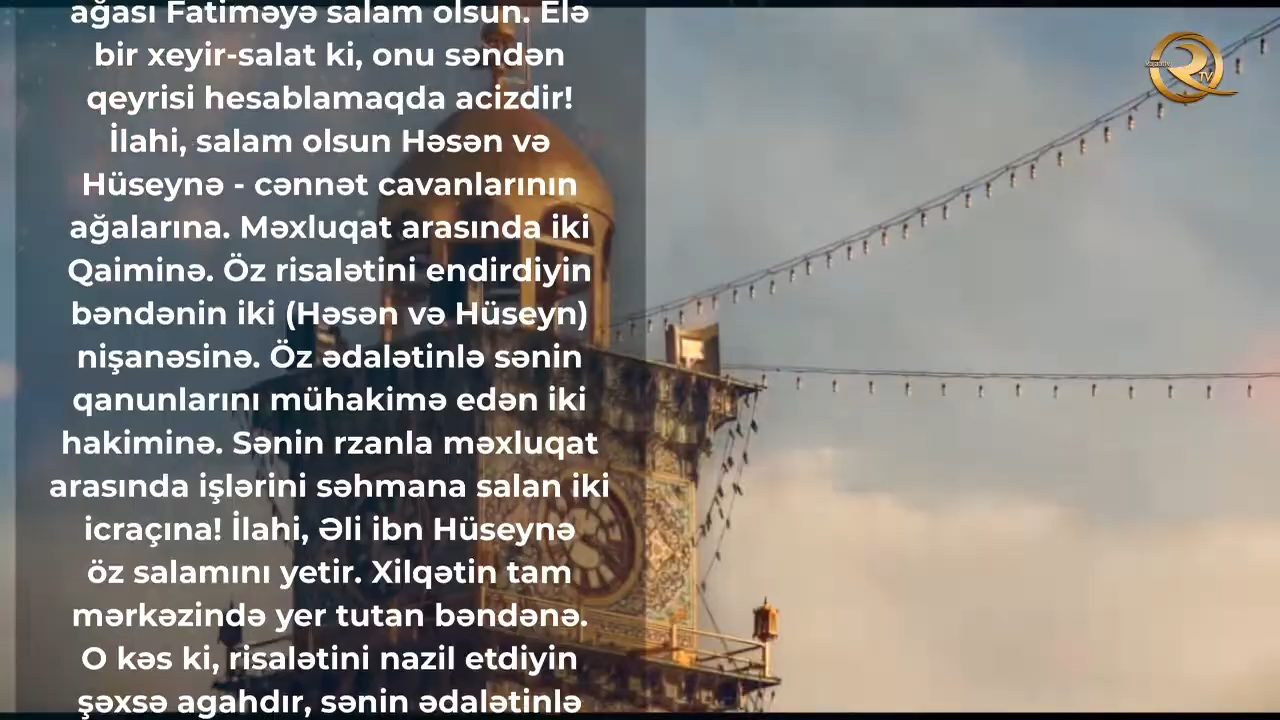 ağası Fatiməyə salam olsun. Elə
bir xeyir-salat ki, onu səndən
qeyrisi hesablamaqda acizdir!
İlahi, salam olsun Həsən və
Hüseynə - cənnət cavanlarının
ağalarına. Məxluqat arasında iki
Qaiminə. Öz risalətini endirdiyin
bəndənin iki (Həsən və Hüseyn)
nişanəsinə. Öz ədalətinlə sənin
qanunlarını mühakimə edən iki
hakiminə. Sənin rzanla məxluqat
arasında işlərini səhmana salan iki
icraçına! İlahi, Əli ibn Hüseynə
öz salamını yetir. Xilqətin tam
mərkəzində yer tutan bəndənə.
O kəs ki, risalətini nazil etdiyin
şəxsə agahdır, sənin ədalətinlə
TV